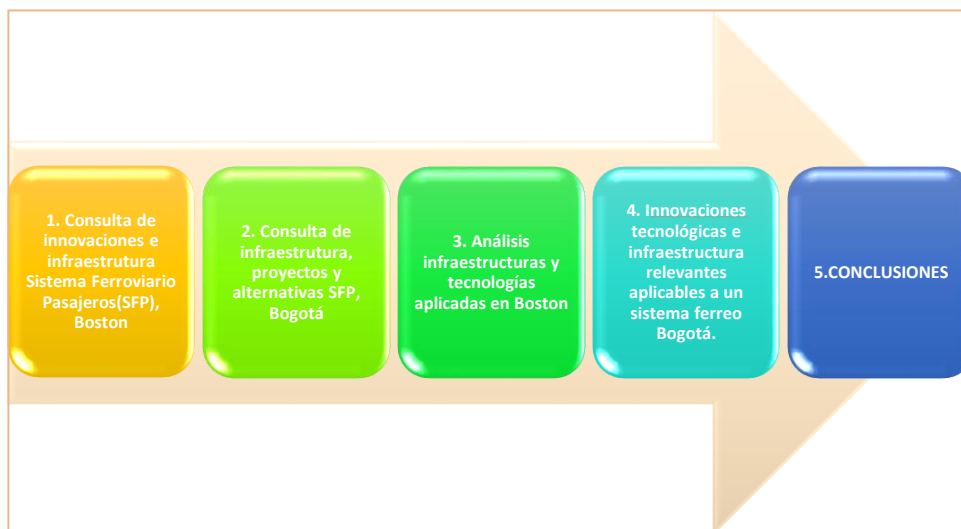 1. Consulta de
innovaciones e
infraestrutura
Sistema Ferroviario
Pasajeros(SFP),
Boston
2. Consulta de
infraestrutura,
proyectos y
alternativas SFP,
Bogotá
3. Análisis
infraestructuras y
tecnologías
aplicadas en Boston
4. Innovaciones
tecnológicas e
infraestructura
relevantes
aplicables a un
sistema ferreo
Bogotá.
5.CONCLUSIONES